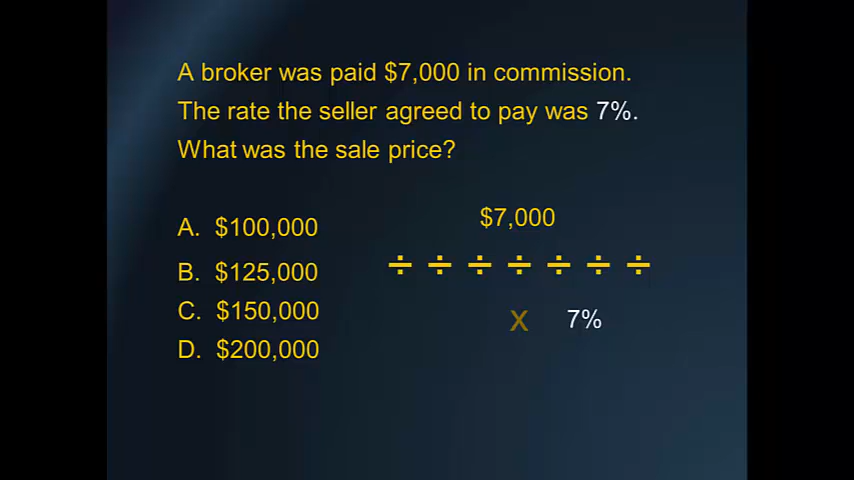 A broker was paid $7,000 in commission.
The rate the seller agreed to pay was 7%.
What was the sale price?
A. $100,000
B. $125,000
C. $150,000
D. $200,000
$7,000
÷ ÷ ÷ ÷ ÷ ÷ ÷
X 7%